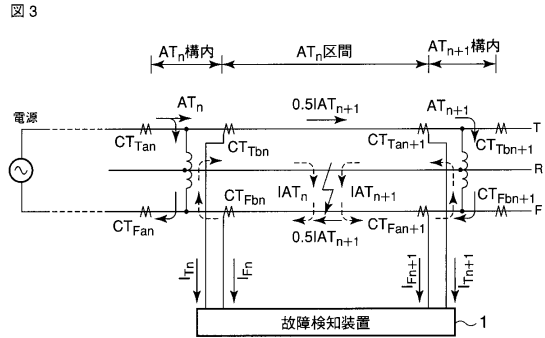 図3
ATn構内 ATn区間 ATn+1構内
電源 ATn 0.5IATn+1 ATn+1
T
CTTan CTTbn CTTan+1 CTTbn+1
R
CTFan CTFbn IATn IATn+1 CTFan+1 CTFbn+1
F
0.5IATn+1
ITn IFn IFn+1 ITn+1
故障検知装置 1